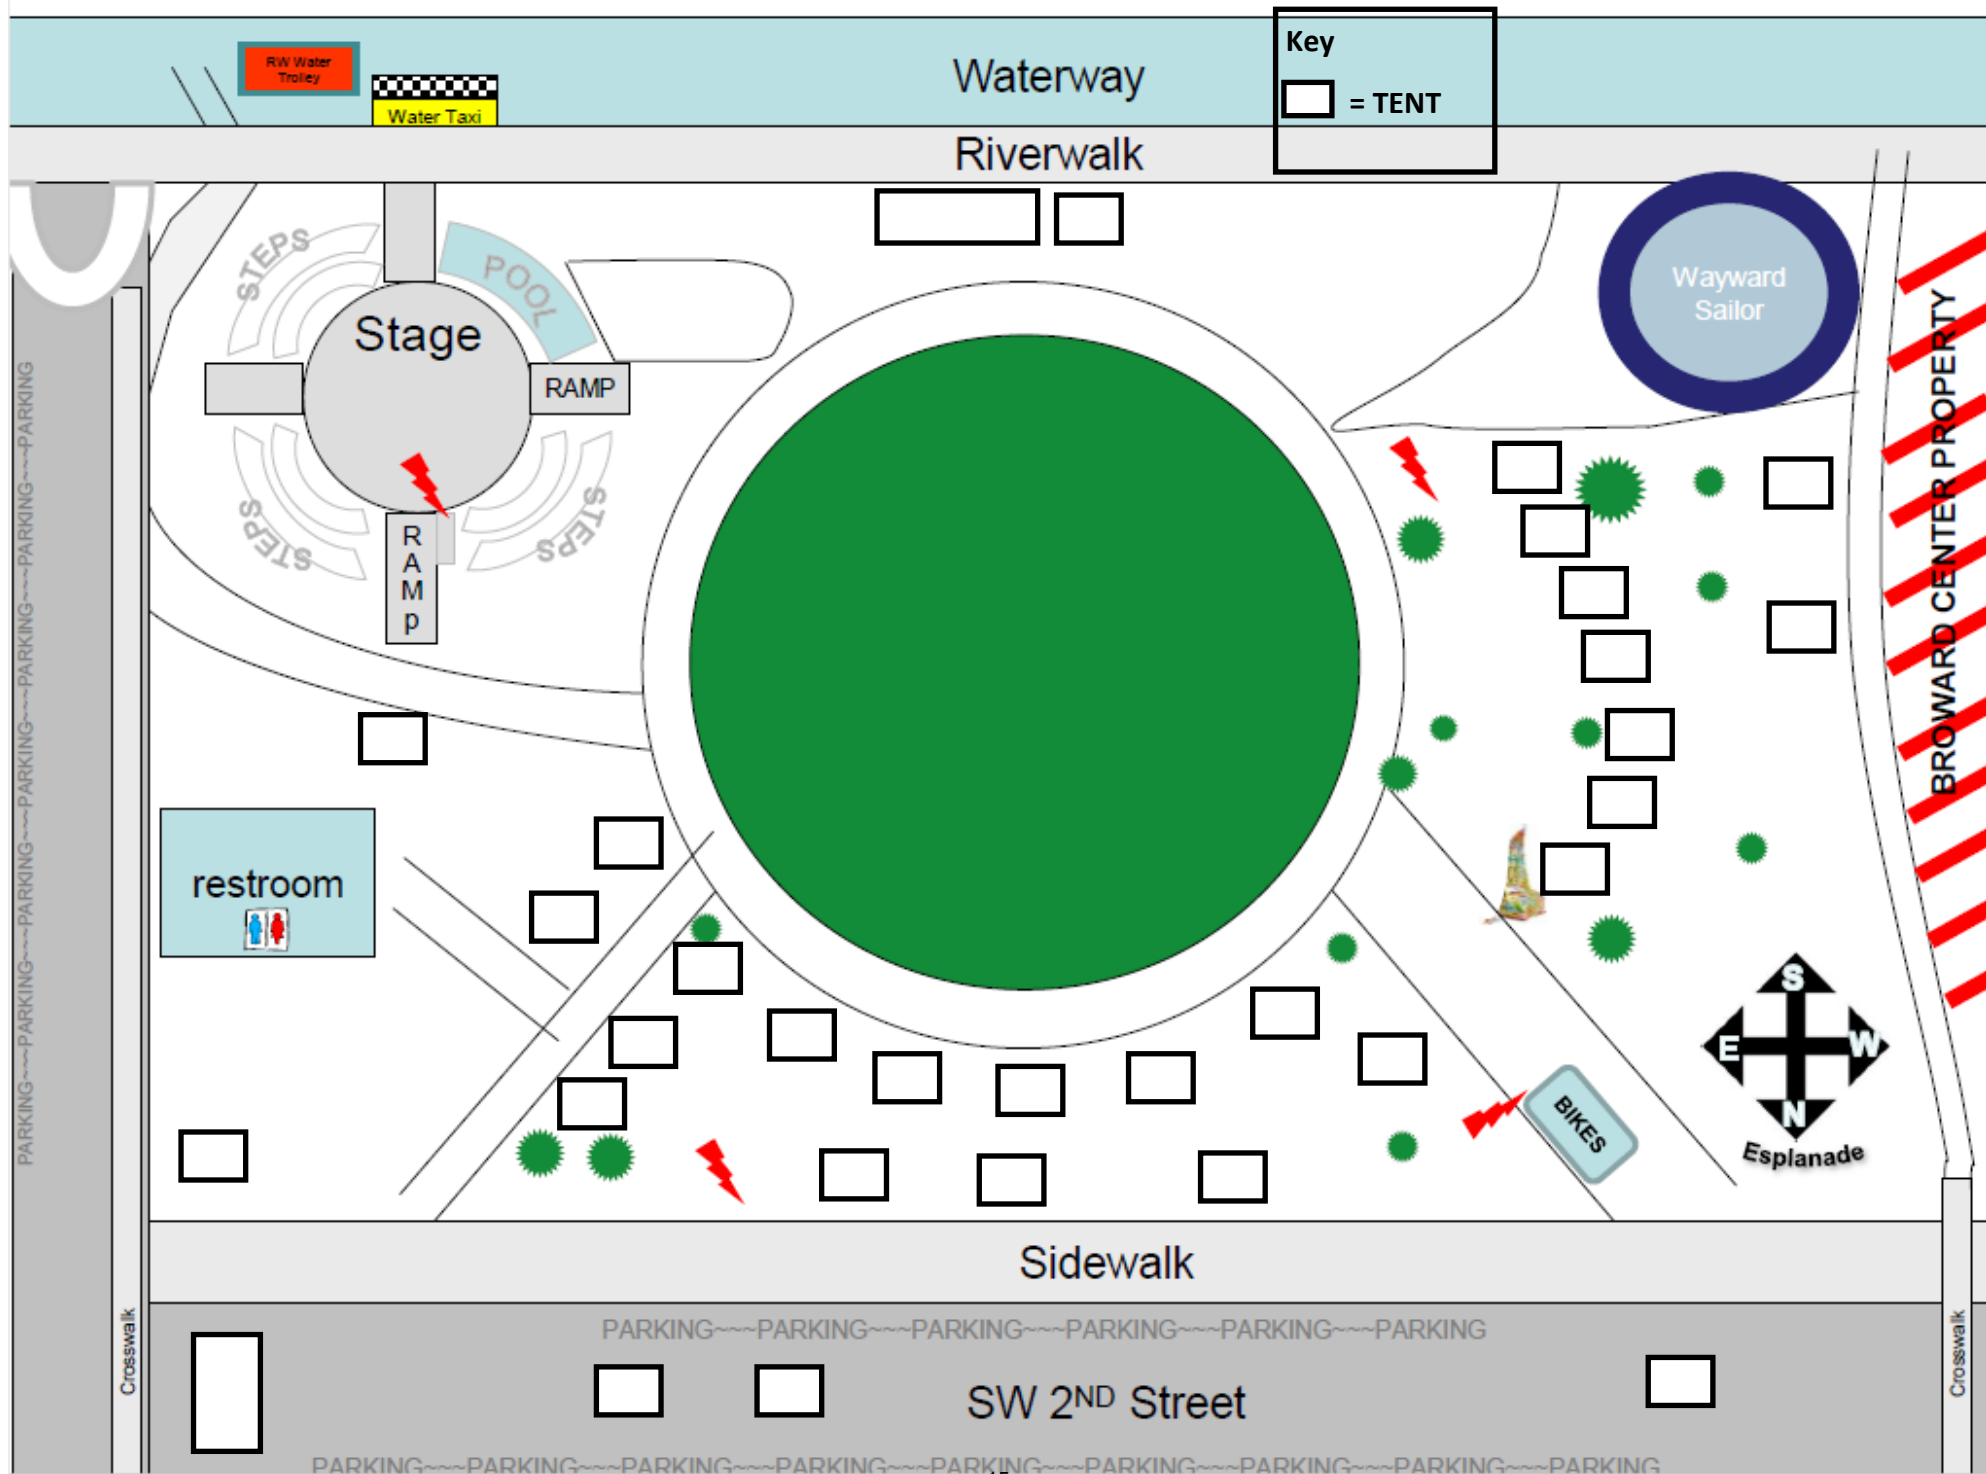 Key
= TENT
RW Water
Trolley
Water Taxi
Waterway
Riverwalk
STEPS
POOL
Stage
RAMP
STEPS
STEPS
R
A
M
p
Wayward
Sailor
BROWARD CENTER PROPERTY
PARKING~~~PARKING~~~PARKING~~~PARKING~~~PARKING~~~PARKING
restroom
S
E
W
N
Esplanade
BIKES
Sidewalk
Crosswalk
PARKING~~~PARKING~~~PARKING~~~PARKING~~~PARKING~~~PARKING
SW 2ND Street
Crosswalk
PARKING~~~PARKING~~~PARKING~~~PARKING~~~PARKING~~~PARKING~~~PARKING~~~PARKING~~~PARKING